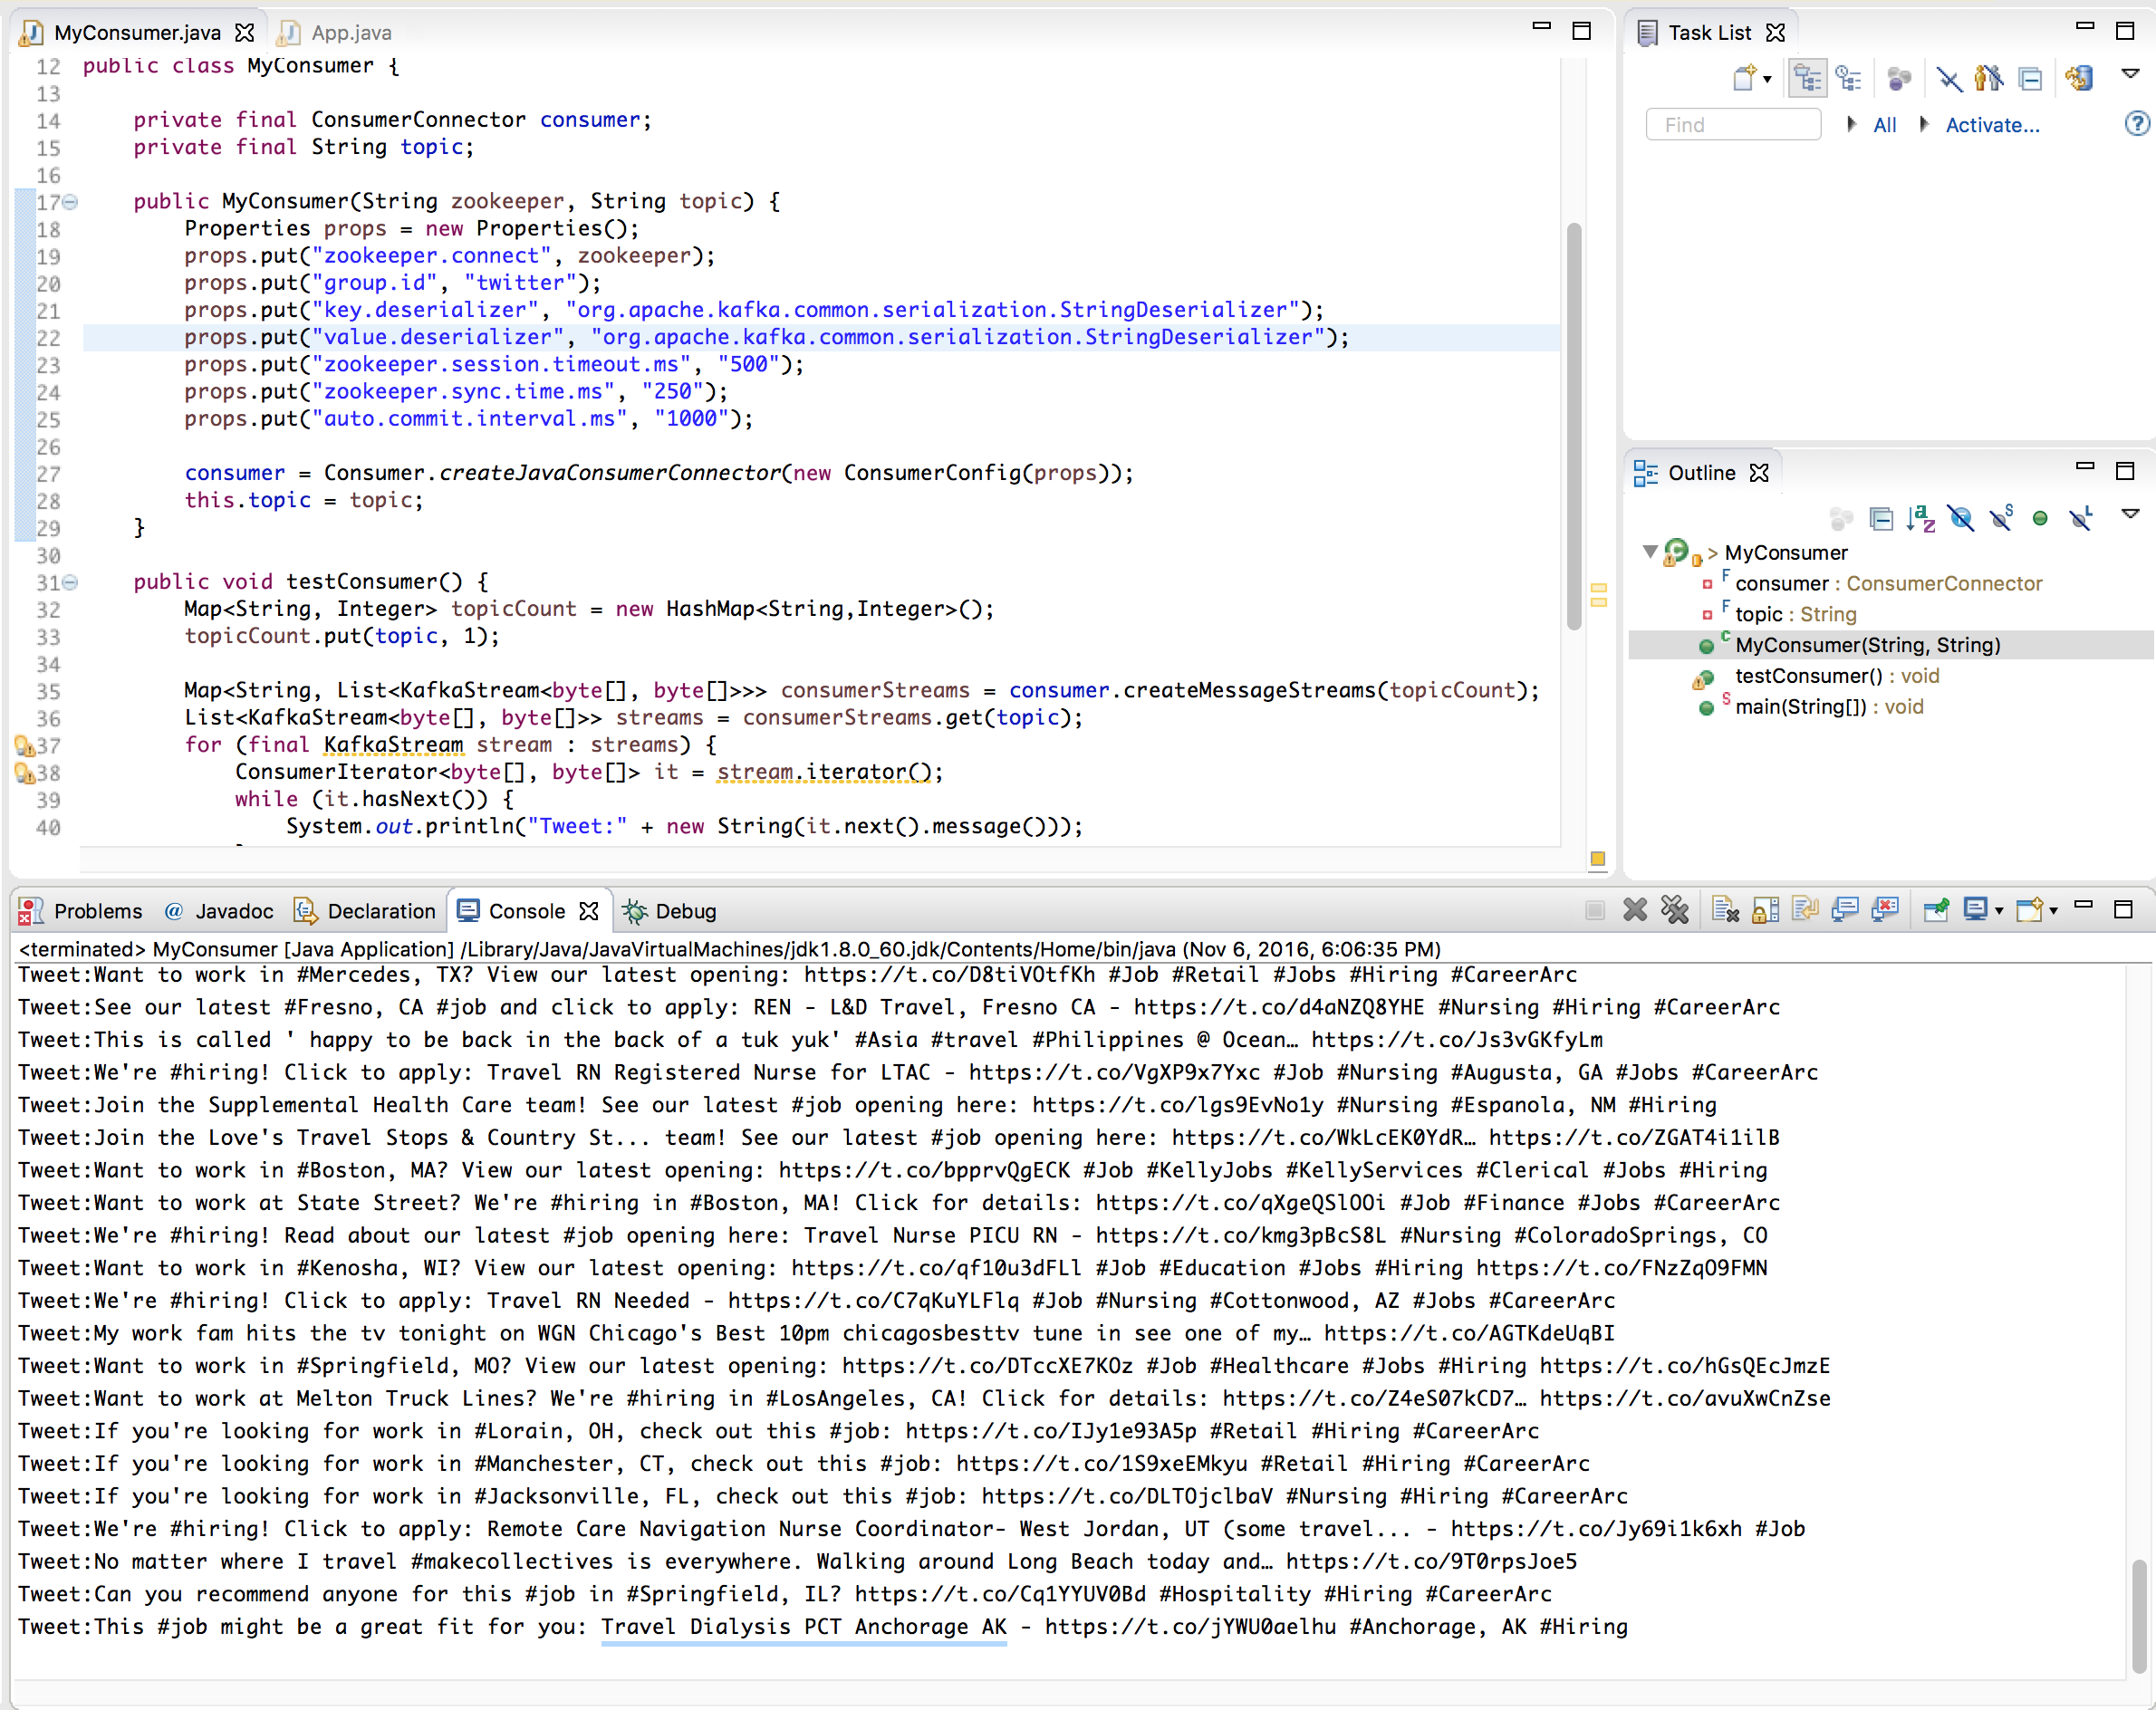 MyConsumer.java App.java
12 public class MyConsumer {
13
14 private final ConsumerConnector consumer;
15 private final String topic;
16
17 public MyConsumer(String zookeeper, String topic) {
18 Properties props = new Properties();
19 props.put("zookeeper.connect", zookeeper);
20 props.put("group.id", "twitter");
21 props.put("key.deserializer", "org.apache.kafka.common.serialization.StringDeserializer");
22 props.put("value.deserializer", "org.apache.kafka.common.serialization.StringDeserializer");
23 props.put("zookeeper.session.timeout.ms", "500");
24 props.put("zookeeper.sync.time.ms", "250");
25 props.put("auto.commit.interval.ms", "1000");
26
27 consumer = Consumer.createJavaConsumerConnector(new ConsumerConfig(props));
28 this.topic = topic;
29 }
30
31 public void testConsumer() {
32 Map<String, Integer> topicCount = new HashMap<String,Integer>();
33 topicCount.put(topic, 1);
34
35 Map<String, List<KafkaStream<byte[], byte[]>>> consumerStreams = consumer.createMessageStreams(topicCount);
36 List<KafkaStream<byte[], byte[]>> streams = consumerStreams.get(topic);
37 for (final KafkaStream stream : streams) {
38 ConsumerIterator<byte[], byte[]> it = stream.iterator();
39 while (it.hasNext()) {
40 System.out.println("Tweet:" + new String(it.next().message()));
Task List
Find All Activate...
Outline
> MyConsumer
consumer : ConsumerConnector
topic : String
MyConsumer(String, String)
testConsumer() : void
main(String[]) : void
Problems @ Javadoc Declaration Console Debug
<terminated> MyConsumer [Java Application] /Library/Java/JavaVirtualMachines/jdk1.8.0_60.jdk/Contents/Home/bin/java (Nov 6, 2016, 6:06:35 PM)
Tweet:Want to work in #Mercedes, TX? View our latest opening: https://t.co/D8tiVOtfKh #Job #Retail #Jobs #Hiring #CareerArc
Tweet:See our latest #Fresno, CA #job and click to apply: REN - L&D Travel, Fresno CA - https://t.co/d4aNZQ8YHE #Nursing #Hiring #CareerArc
Tweet:This is called ' happy to be back in the back of a tuk yuk' #Asia #travel #Philippines @ Ocean… https://t.co/Js3vGKfyLm
Tweet:We're #hiring! Click to apply: Travel RN Registered Nurse for LTAC - https://t.co/VgXP9x7Yxc #Job #Nursing #Augusta, GA #Jobs #CareerArc
Tweet:Join the Supplemental Health Care team! See our latest #job opening here: https://t.co/lgs9EvNo1y #Nursing #Espanola, NM #Hiring
Tweet:Join the Love's Travel Stops & Country St... team! See our latest #job opening here: https://t.co/WkLcEK0YdR… https://t.co/ZGAT4i1ilB
Tweet:Want to work in #Boston, MA? View our latest opening: https://t.co/bpprvQgECK #Job #KellyJobs #KellyServices #Clerical #Jobs #Hiring
Tweet:Want to work at State Street? We're #hiring in #Boston, MA! Click for details: https://t.co/qXgeQSlOOi #Job #Finance #Jobs #CareerArc
Tweet:We're #hiring! Read about our latest #job opening here: Travel Nurse PICU RN - https://t.co/kmg3pBcS8L #Nursing #ColoradoSprings, CO
Tweet:Want to work in #Kenosha, WI? View our latest opening: https://t.co/qf10u3dFLl #Job #Education #Jobs #Hiring https://t.co/FNzZqO9FMN
Tweet:We're #hiring! Click to apply: Travel RN Needed - https://t.co/C7qKuYLFlq #Job #Nursing #Cottonwood, AZ #Jobs #CareerArc
Tweet:My work fam hits the tv tonight on WGN Chicago's Best 10pm chicagosbesttv tune in see one of my… https://t.co/AGTKdeUqBI
Tweet:Want to work in #Springfield, MO? View our latest opening: https://t.co/DTccXE7KOz #Job #Healthcare #Jobs #Hiring https://t.co/hGsQEcJmzE
Tweet:Want to work at Melton Truck Lines? We're #hiring in #LosAngeles, CA! Click for details: https://t.co/Z4eS07kCD7… https://t.co/avuXwCnZse
Tweet:If you're looking for work in #Lorain, OH, check out this #job: https://t.co/IJy1e93A5p #Retail #Hiring #CareerArc
Tweet:If you're looking for work in #Manchester, CT, check out this #job: https://t.co/1S9xeEMkyu #Retail #Hiring #CareerArc
Tweet:If you're looking for work in #Jacksonville, FL, check out this #job: https://t.co/DLTOjclbaV #Nursing #Hiring #CareerArc
Tweet:We're #hiring! Click to apply: Remote Care Navigation Nurse Coordinator- West Jordan, UT (some travel... - https://t.co/Jy69i1k6xh #Job
Tweet:No matter where I travel #makecollectives is everywhere. Walking around Long Beach today and… https://t.co/9T0rpsJoe5
Tweet:Can you recommend anyone for this #job in #Springfield, IL? https://t.co/Cq1YYUV0Bd #Hospitality #Hiring #CareerArc
Tweet:This #job might be a great fit for you: Travel Dialysis PCT Anchorage AK - https://t.co/jYWU0aelhu #Anchorage, AK #Hiring